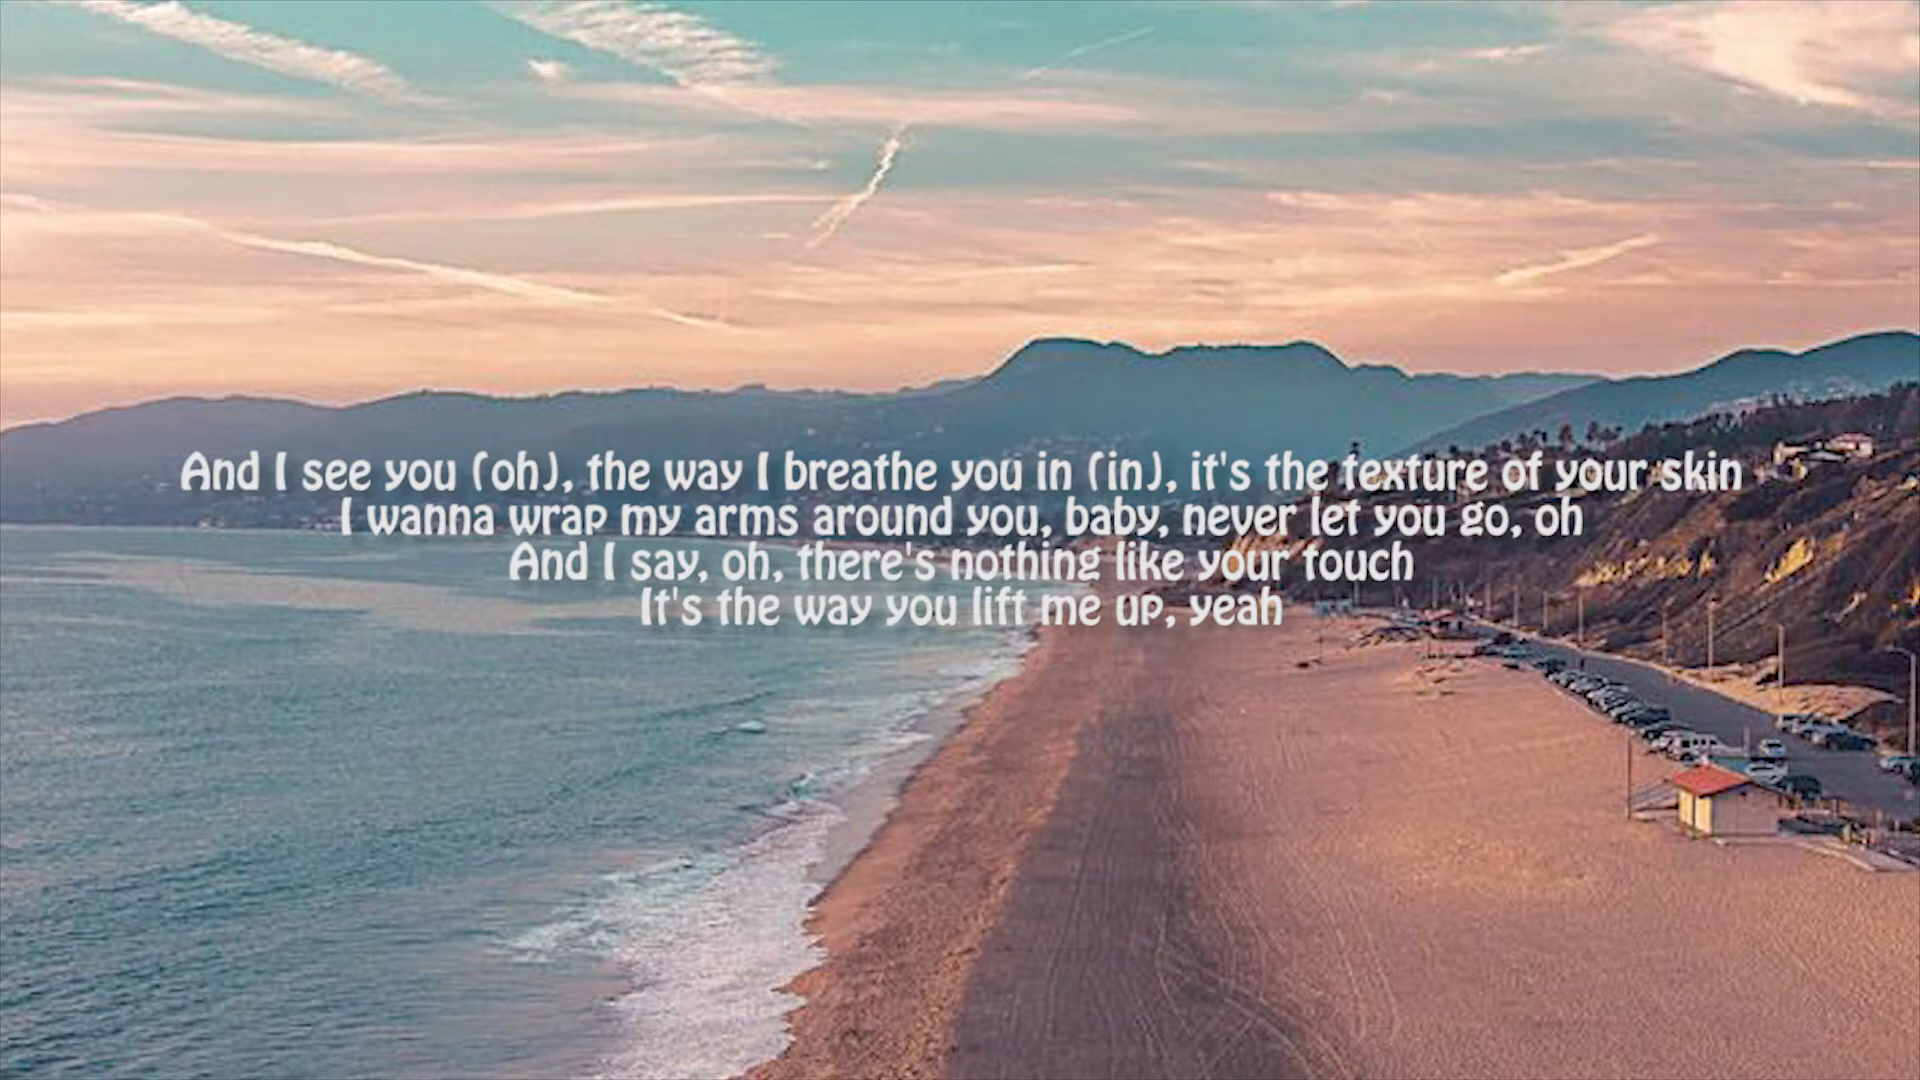 And I see you (oh), the way I breathe you in (in), it's the texture of your skin
I wanna wrap my arms around you, baby, never let you go, oh
And I say, oh, there's nothing like your touch
It's the way you lift me up, yeah